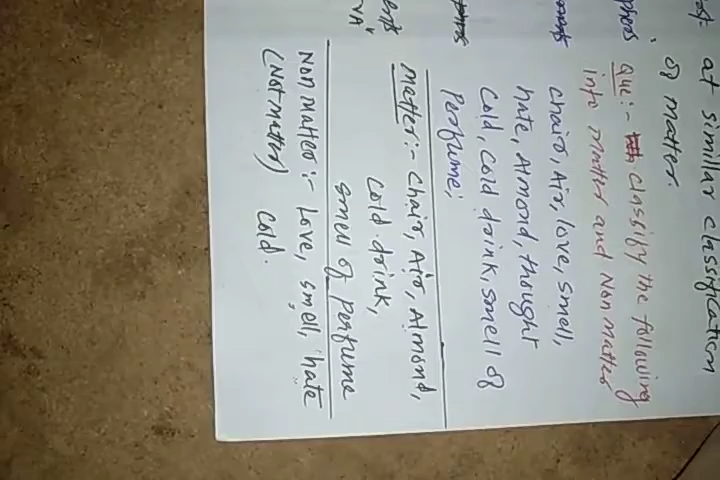 at similar classification
of matter.
Que:- classify the following
into matter and Non matter
chair, Air, love, smell,
hate, Almond, thought
cold, cold drink, smell of
Perfume;
matter:- chair, Air, Almond,
cold drink,
smell of perfume
Non matter:- Love, smell, hate
(Not matter) cold.